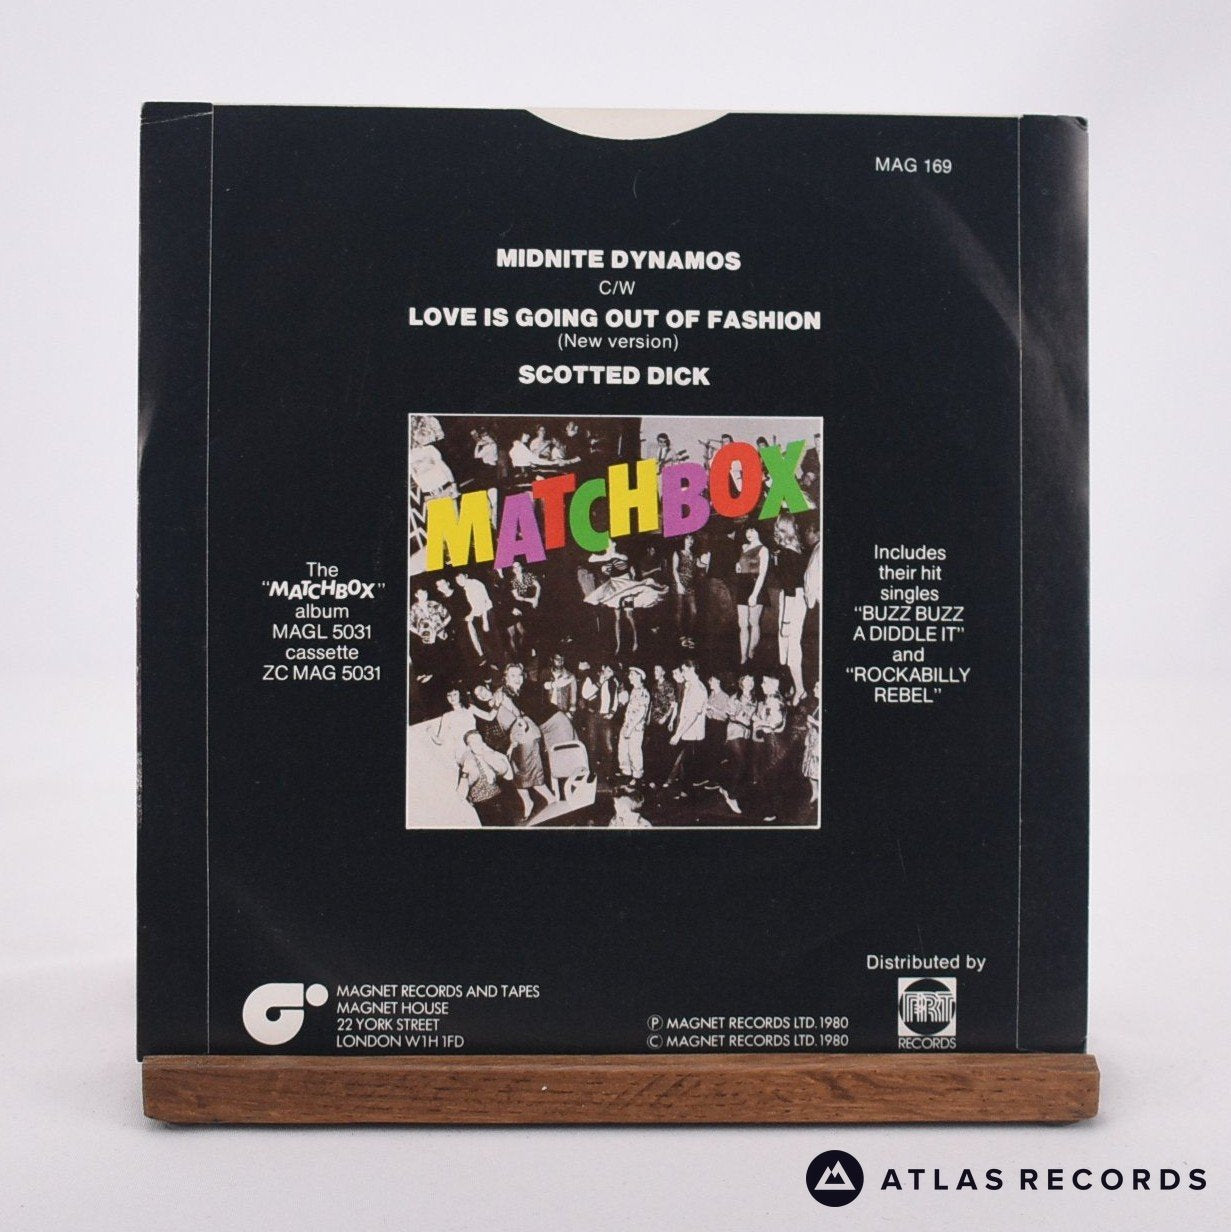 MAG 169
MIDNITE DYNAMOS
C/W
LOVE IS GOING OUT OF FASHION
(New version)
SCOTTED DICK
MATCHBOX
The
"MATCHBOX"
album
MAGL 5031
cassette
ZC MAG 5031
Includes
their hit
singles
"BUZZ BUZZ
A DIDDLE IT"
and
"ROCKABILLY
REBEL"
MAGNET RECORDS AND TAPES
MAGNET HOUSE
22 YORK STREET
LONDON W1H 1FD
Ⓟ MAGNET RECORDS LTD. 1980
© MAGNET RECORDS LTD. 1980
Distributed by
PRT
RECORDS
ATLAS RECORDS